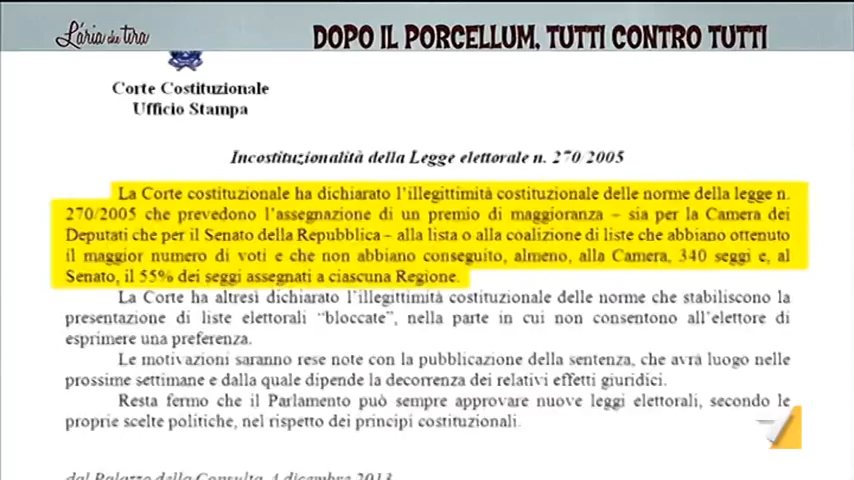 L'aria che tira
DOPO IL PORCELLUM, TUTTI CONTRO TUTTI
Corte Costituzionale
Ufficio Stampa
Incostituzionalità della Legge elettorale n. 270/2005
La Corte costituzionale ha dichiarato l'illegittimità costituzionale delle norme della legge n.
270/2005 che prevedono l'assegnazione di un premio di maggioranza – sia per la Camera dei
Deputati che per il Senato della Repubblica – alla lista o alla coalizione di liste che abbiano ottenuto
il maggior numero di voti e che non abbiano conseguito, almeno, alla Camera, 340 seggi e, al
Senato, il 55% dei seggi assegnati a ciascuna Regione.
La Corte ha altresì dichiarato l'illegittimità costituzionale delle norme che stabiliscono la
presentazione di liste elettorali "bloccate", nella parte in cui non consentono all'elettore di
esprimere una preferenza.
Le motivazioni saranno rese note con la pubblicazione della sentenza, che avrà luogo nelle
prossime settimane e dalla quale dipende la decorrenza dei relativi effetti giuridici.
Resta fermo che il Parlamento può sempre approvare nuove leggi elettorali, secondo le
proprie scelte politiche, nel rispetto dei principi costituzionali.
dal Palazzo della Consulta, 4 dicembre 2013